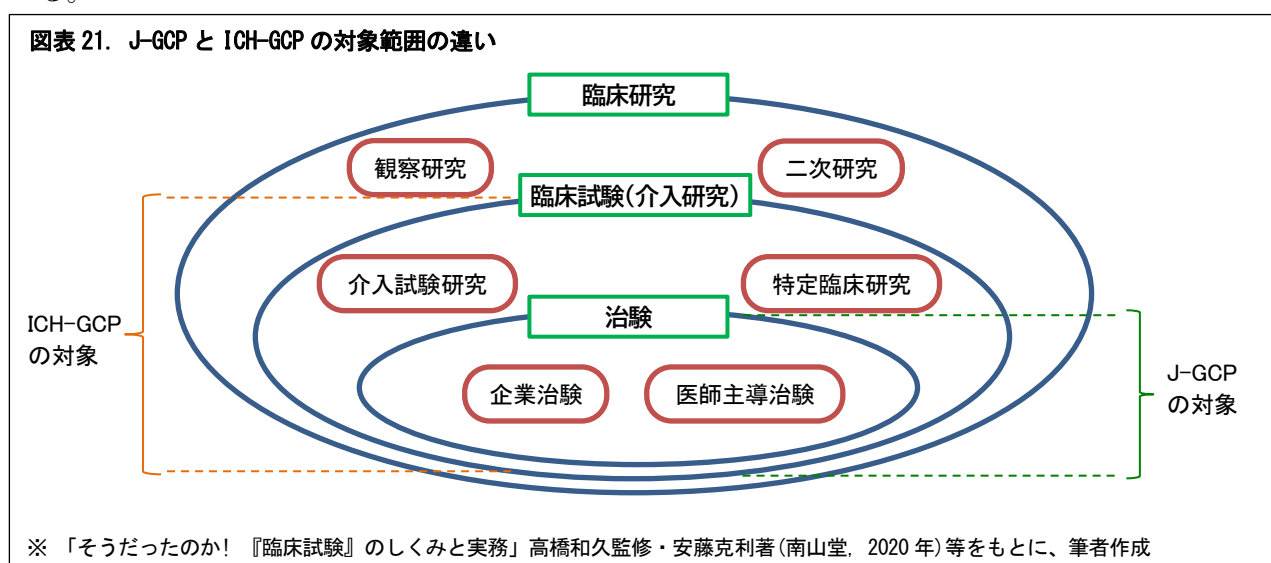 る。
図表 21. J-GCP と ICH-GCP の対象範囲の違い
臨床研究
観察研究
二次研究
臨床試験(介入研究)
介入試験研究
特定臨床研究
治験
ICH-GCP
の対象
企業治験
医師主導治験
J-GCP
の対象
※ 「そうだったのか! 『臨床試験』のしくみと実務」高橋和久監修・安藤克利著(南山堂, 2020 年)等をもとに、筆者作成